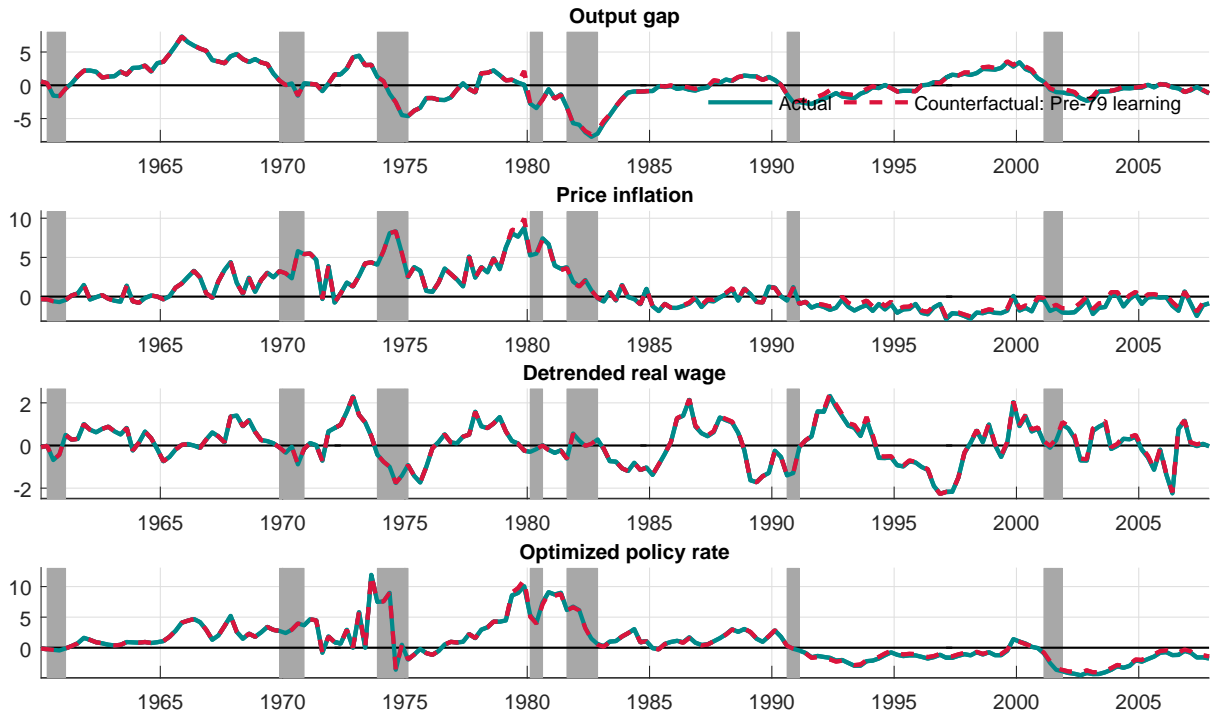 Output gap
5
0
-5
Actual
Counterfactual: Pre-79 learning
1965 1970 1975 1980 1985 1990 1995 2000 2005
Price inflation
10
5
0
1965 1970 1975 1980 1985 1990 1995 2000 2005
Detrended real wage
2
0
-2
1965 1970 1975 1980 1985 1990 1995 2000 2005
Optimized policy rate
10
5
0
1965 1970 1975 1980 1985 1990 1995 2000 2005